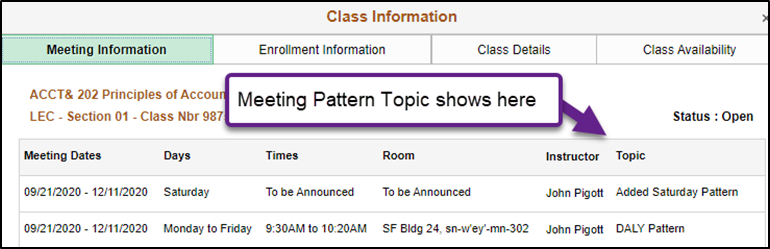 Class Information
×
Meeting Information Enrollment Information Class Details Class Availability
ACCT& 202 Principles of Accou
LEC - Section 01 - Class Nbr 987
Meeting Pattern Topic shows here
Status : Open
Meeting Dates Days Times Room Instructor Topic
09/21/2020 - 12/11/2020 Saturday To be Announced To be Announced John Pigott Added Saturday Pattern
09/21/2020 - 12/11/2020 Monday to Friday 9:30AM to 10:20AM SF Bldg 24, sn-w'ey'-mn-302 John Pigott DALY Pattern